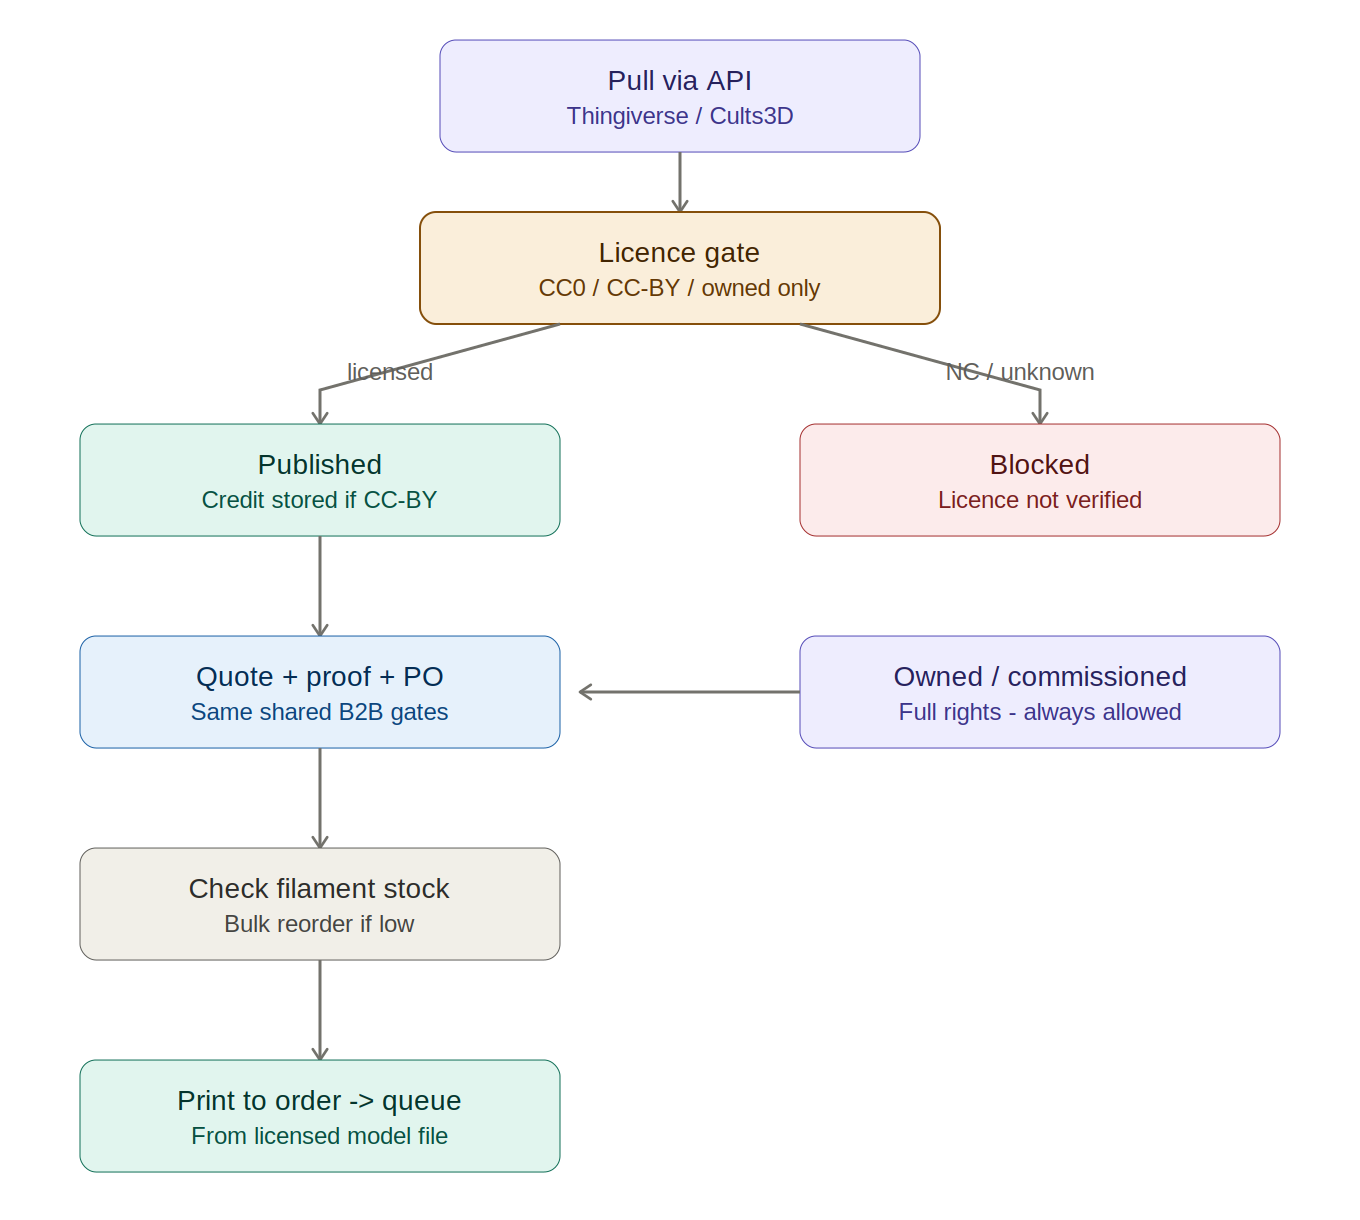 Pull via API
Thingiverse / Cults3D
Licence gate
CC0 / CC-BY / owned only
licensed
NC / unknown
Published
Credit stored if CC-BY
Blocked
Licence not verified
Quote + proof + PO
Same shared B2B gates
Owned / commissioned
Full rights - always allowed
Check filament stock
Bulk reorder if low
Print to order -> queue
From licensed model file